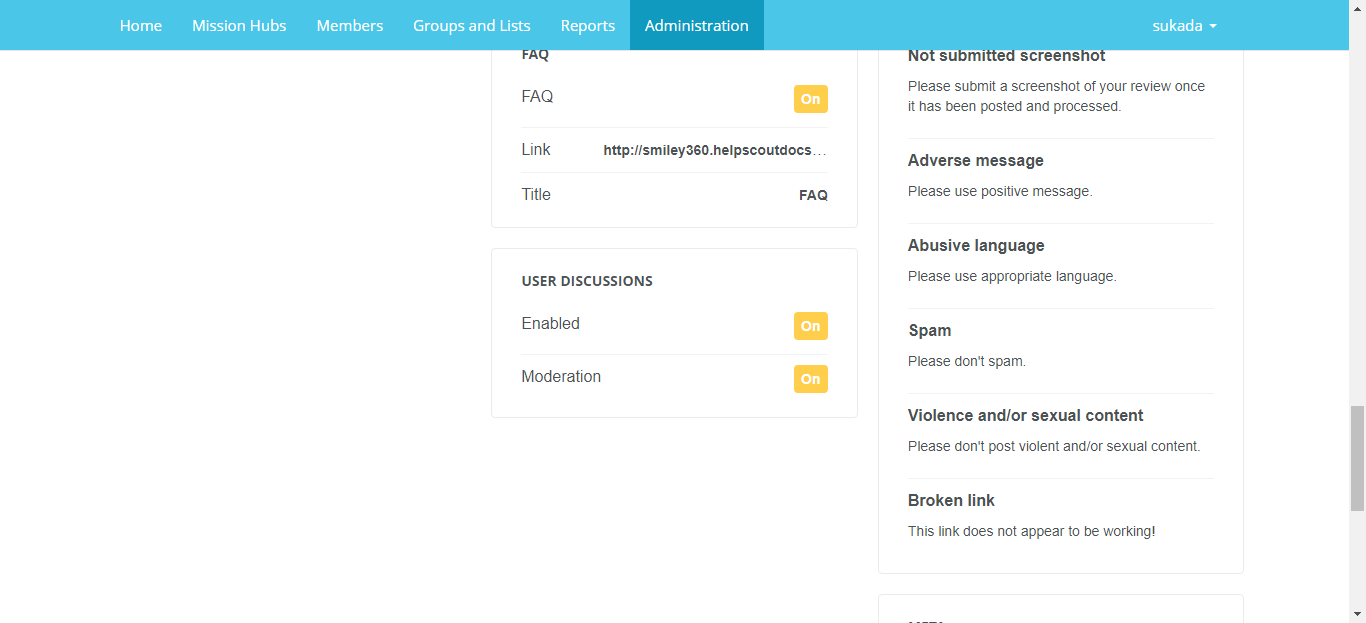 Home Mission Hubs Members Groups and Lists Reports Administration sukada
FAQ
FAQ On
Link http://smiley360.helpscoutdocs...
Title FAQ
USER DISCUSSIONS
Enabled On
Moderation On
Not submitted screenshot
Please submit a screenshot of your review once
it has been posted and processed.
Adverse message
Please use positive message.
Abusive language
Please use appropriate language.
Spam
Please don't spam.
Violence and/or sexual content
Please don't post violent and/or sexual content.
Broken link
This link does not appear to be working!